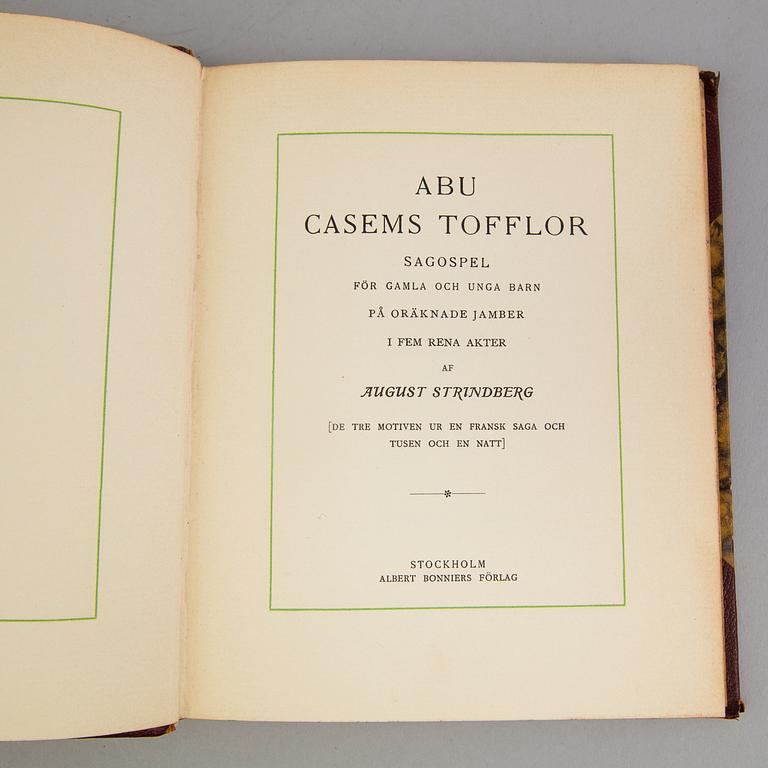 ABU
CASEMS TOFFLOR
SAGOSPEL
FÖR GAMLA OCH UNGA BARN
PÅ ORÄKNADE JAMBER
I FEM RENA AKTER
AF
AUGUST STRINDBERG
[DE TRE MOTIVEN UR EN FRANSK SAGA OCH
TUSEN OCH EN NATT]
STOCKHOLM
ALBERT BONNIERS FÖRLAG